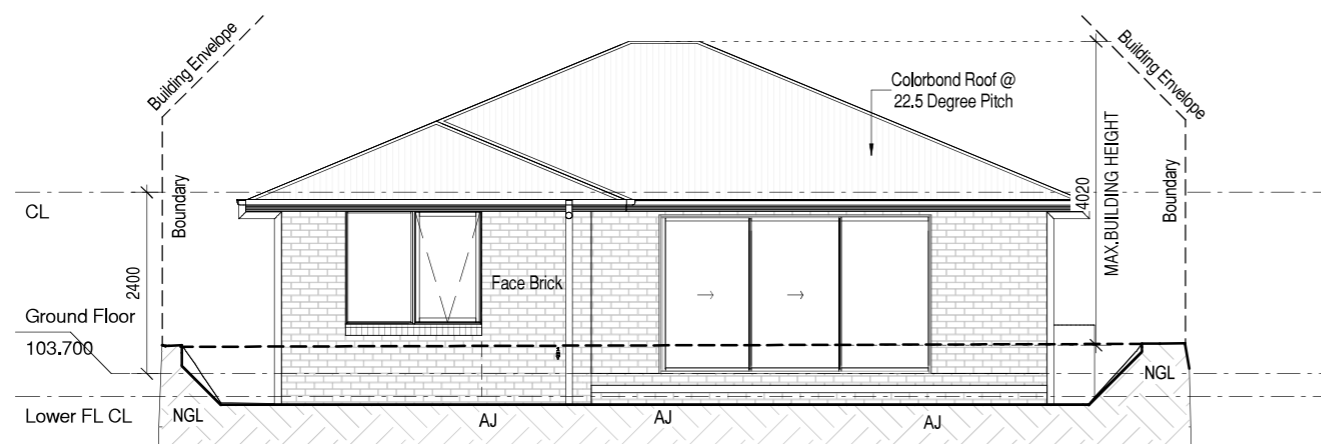 Building Envelope
Building Envelope
Colorbond Roof @
22.5 Degree Pitch
CL
Boundary
2400
Face Brick
4020
MAX.BUILDING HEIGHT
Boundary
Ground Floor
103.700
Lower FL CL
NGL
AJ
AJ
AJ
NGL